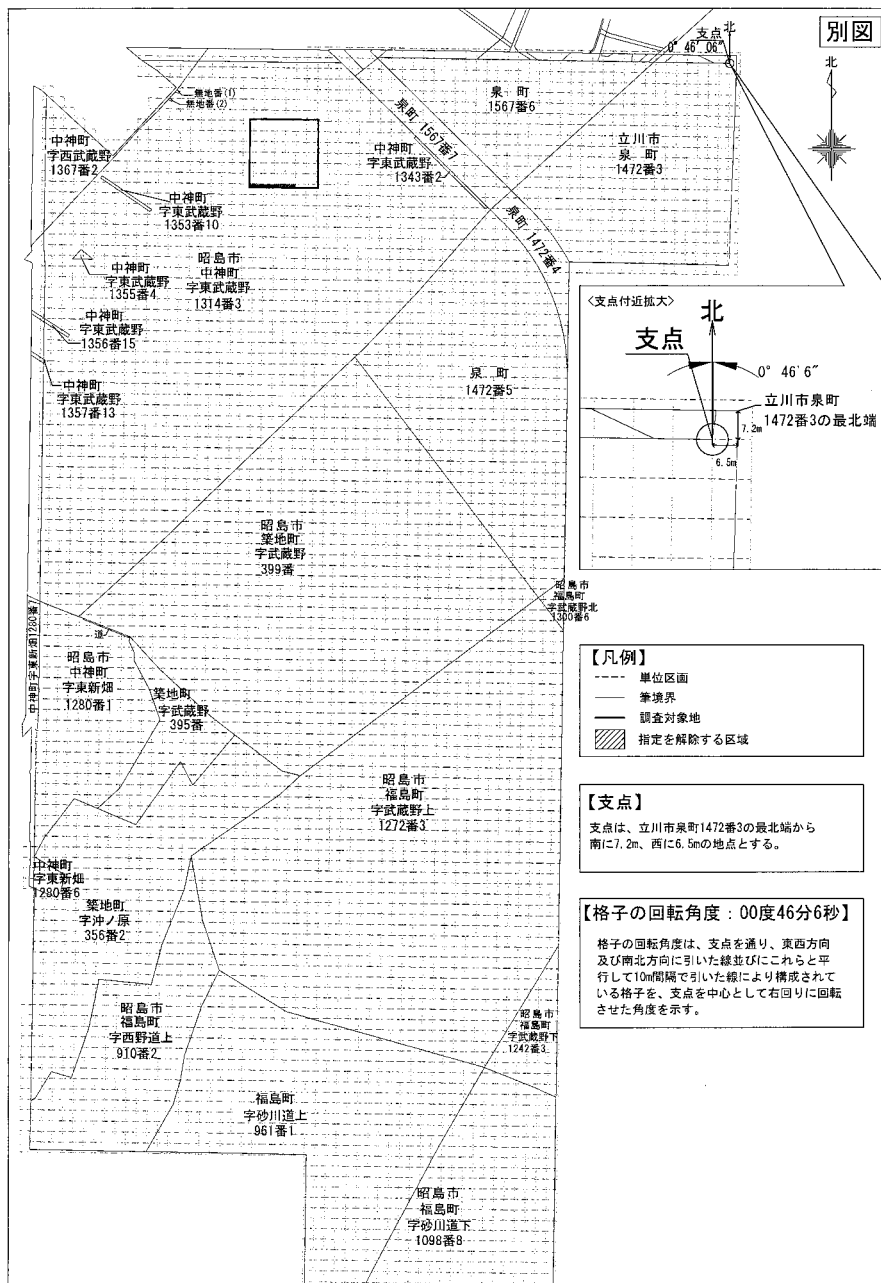 別図
支点
北
0° 46′ 06″
北
無地番(1)
無地番(2)
中神町
字西武蔵野
1367番2
泉 町
1567番6
泉町 1567番7
中神町
字東武蔵野
1343番2
立川市
泉 町
1472番3
泉町 1472番4
中神町
字東武蔵野
1353番10
昭島市
中神町
字東武蔵野
1314番3
中神町
字東武蔵野
1355番4
中神町
字東武蔵野
1356番15
中神町
字東武蔵野
1357番13
泉 町
1472番5
<支点付近拡大>
北
支点
0° 46′6″
立川市泉町
1472番3の最北端
7.2m
6.5m
昭島市
築地町
字武蔵野
399番
昭島市
福島町
字武蔵野北
1300番6
中神町字東新畑1280番7
道
昭島市
中神町
字東新畑
1280番1
築地町
字武蔵野
395番
【凡例】
単位区画
筆境界
調査対象地
指定を解除する区域
昭島市
福島町
字武蔵野上
1272番3
【支点】
支点は、立川市泉町1472番3の最北端から
南に7.2m、西に6.5mの地点とする。
中神町
字東新畑
1280番6
築地町
字沖ノ原
356番2
【格子の回転角度：00度46分6秒】
格子の回転角度は、支点を通り、東西方向
及び南北方向に引いた線並びにこれらと平
行して10m間隔で引いた線により構成されて
いる格子を、支点を中心として右回りに回転
させた角度を示す。
昭島市
福島町
字西野道上
910番2
昭島市
福島町
字武蔵野下
1242番3
福島町
字砂川道上
961番1
昭島市
福島町
字砂川道下
1098番8